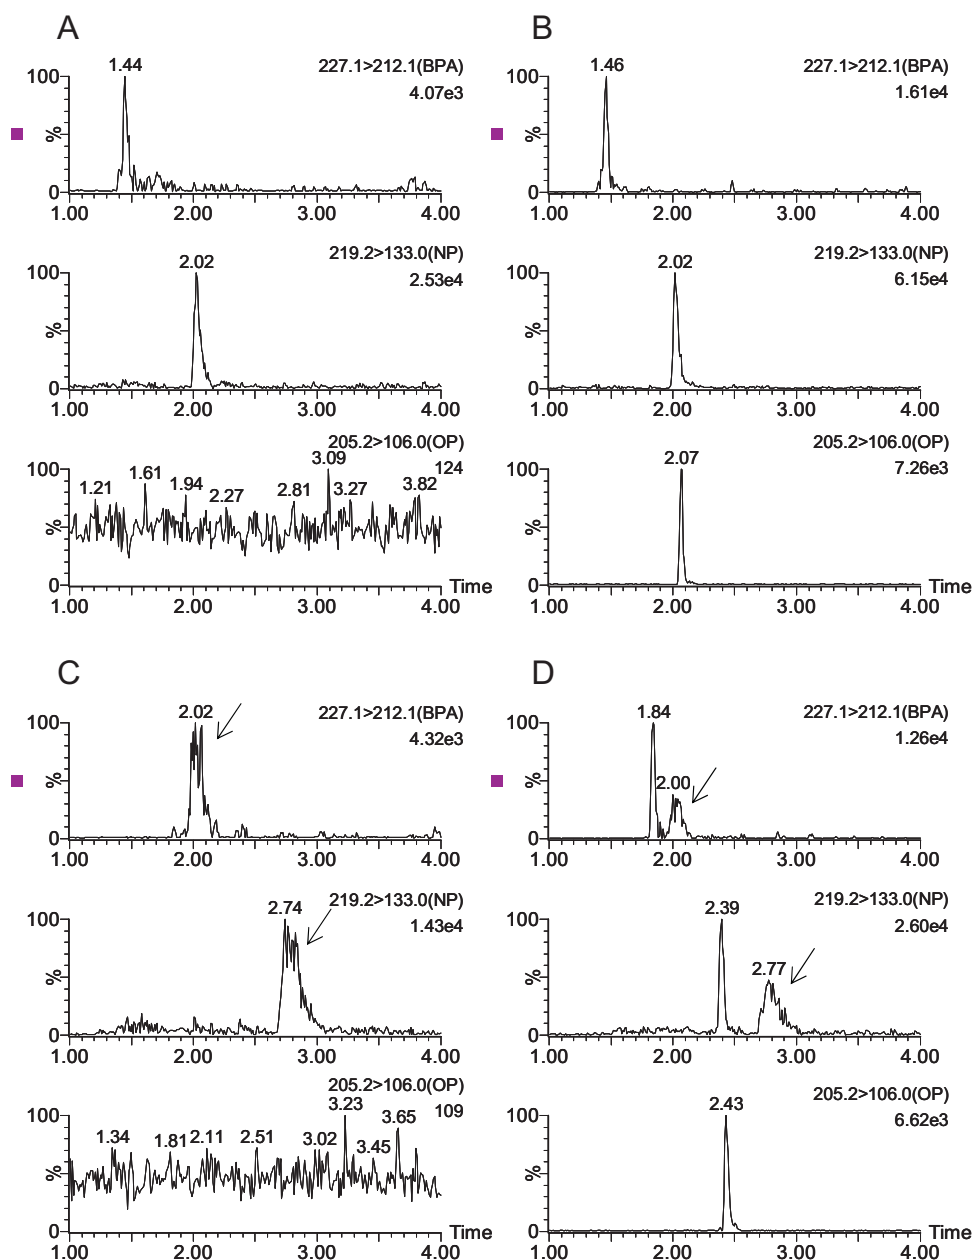 A
1.44
227.1>212.1(BPA)
4.07e3
100
%
0
1.00 2.00 3.00 4.00
2.02
219.2>133.0(NP)
2.53e4
100
%
0
1.00 2.00 3.00 4.00
205.2>106.0(OP)
124
3.09
1.61
1.21 1.94 2.27 2.81 3.27 3.82
100
%
0
Time
1.00 2.00 3.00 4.00
B
1.46
227.1>212.1(BPA)
1.61e4
100
%
0
1.00 2.00 3.00 4.00
2.02
219.2>133.0(NP)
6.15e4
100
%
0
1.00 2.00 3.00 4.00
205.2>106.0(OP)
2.07
7.26e3
100
%
0
Time
1.00 2.00 3.00 4.00
C
2.02
227.1>212.1(BPA)
4.32e3
100
%
0
1.00 2.00 3.00 4.00
2.74
219.2>133.0(NP)
1.43e4
100
%
0
1.00 2.00 3.00 4.00
205.2>106.0(OP)
109
3.23
3.65
1.34 1.81 2.11 2.51 3.02 3.45
100
%
0
Time
1.00 2.00 3.00 4.00
D
1.84
227.1>212.1(BPA)
1.26e4
100
2.00
%
0
1.00 2.00 3.00 4.00
2.39
219.2>133.0(NP)
2.60e4
100
2.77
%
0
1.00 2.00 3.00 4.00
205.2>106.0(OP)
2.43
6.62e3
100
%
0
Time
1.00 2.00 3.00 4.00